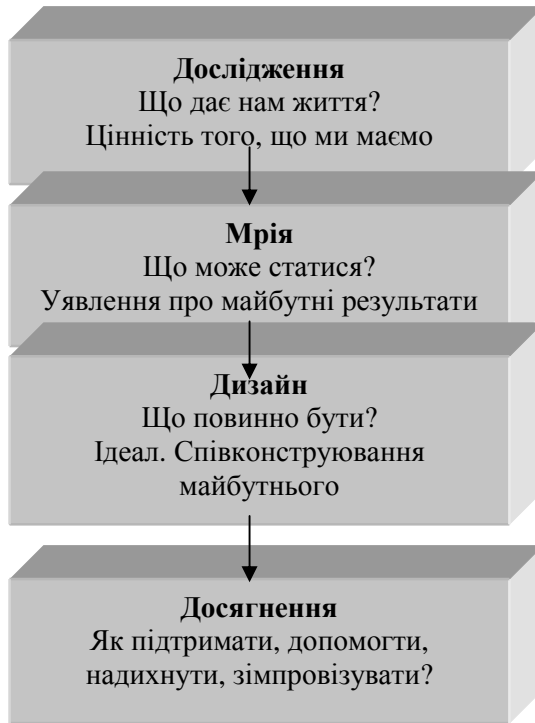 Дослідження
Що дає нам життя?
Цінність того, що ми маємо
Мрія
Що може статися?
Уявлення про майбутні результати
Дизайн
Що повинно бути?
Ідеал. Співконструювання
майбутнього
Досягнення
Як підтримати, допомогти,
надихнути, зімпровізувати?